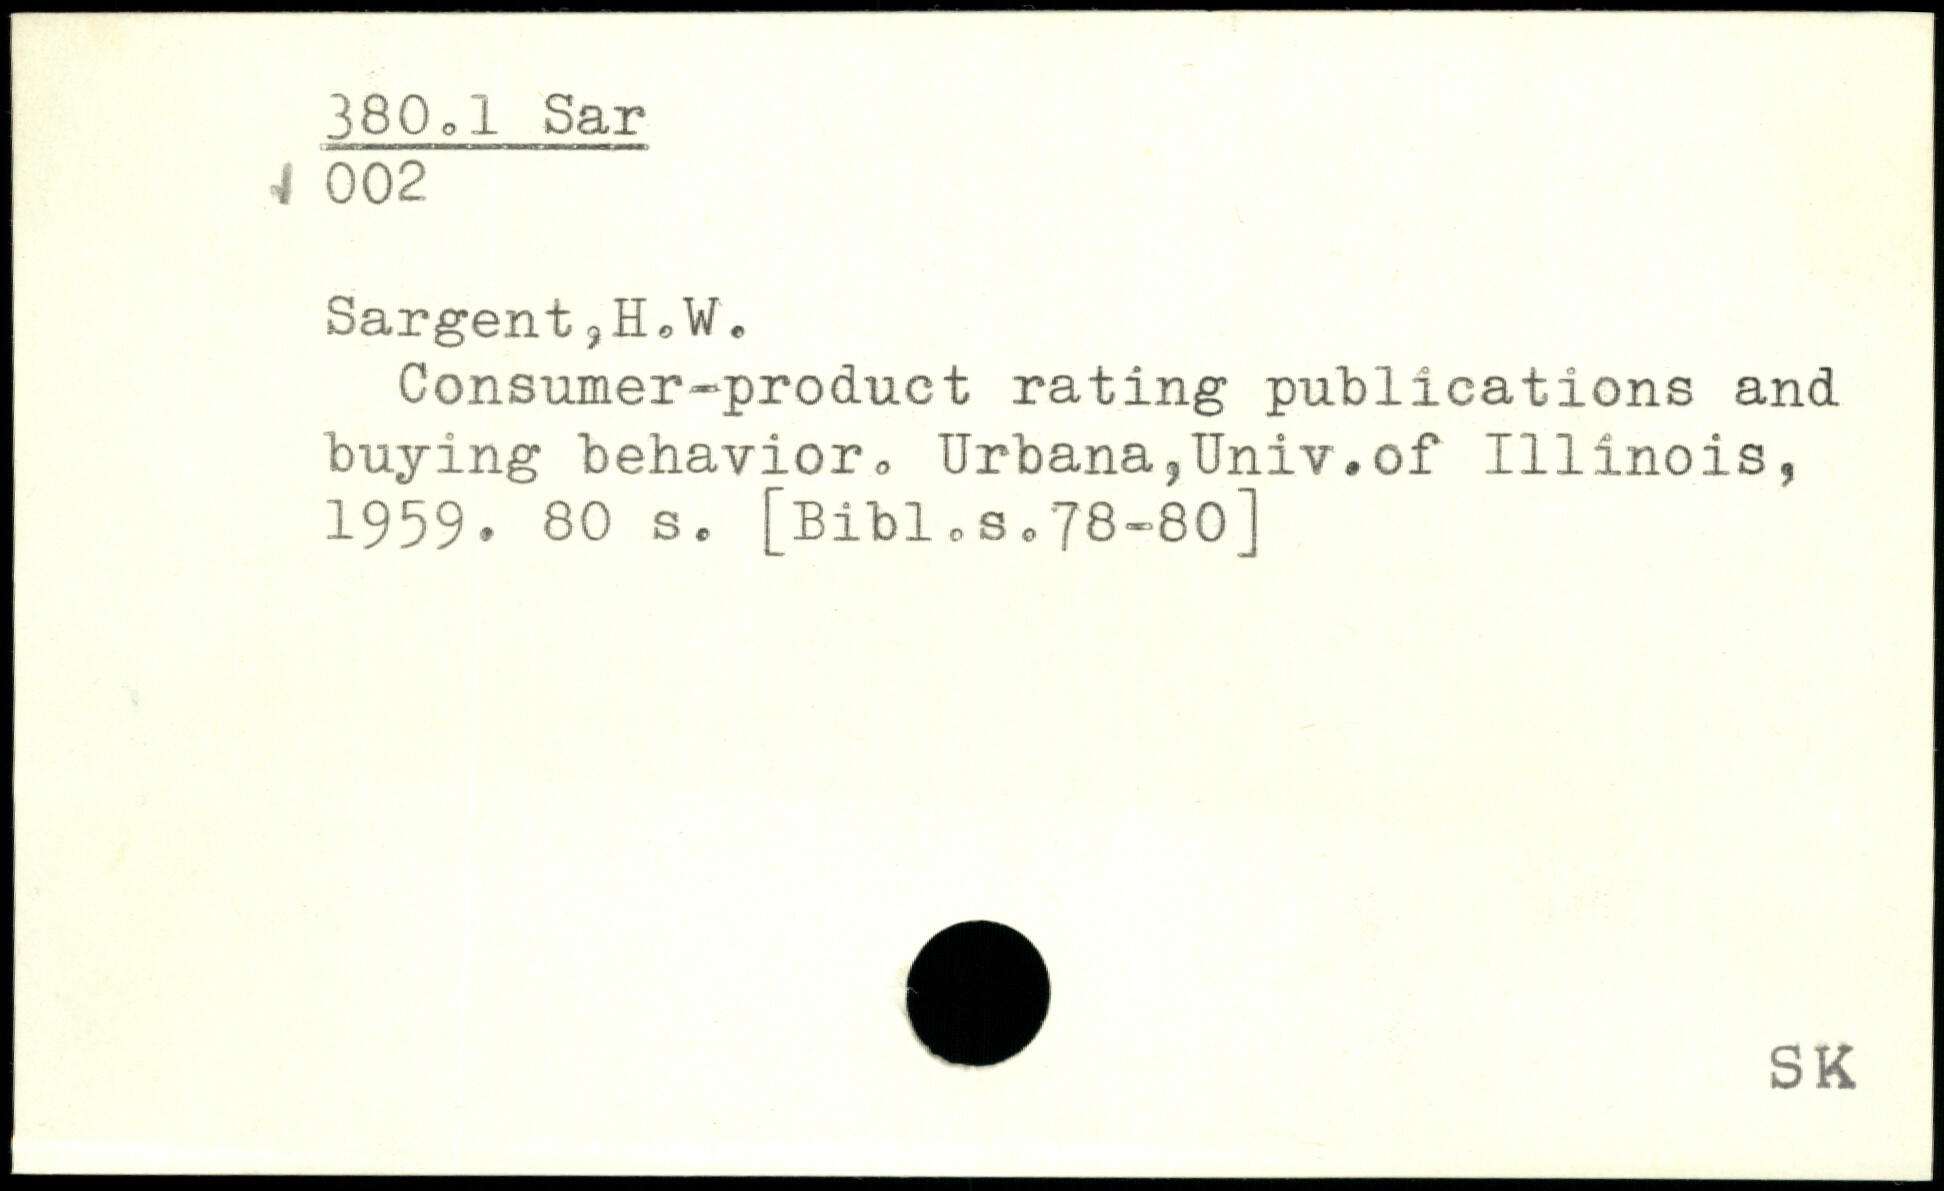 380.1 Sar
002
Sargent,H.W.
Consumer-product rating publications and
buying behavior. Urbana,Univ.of Illinois,
1959. 80 s. [Bibl.s.78-80]
SK